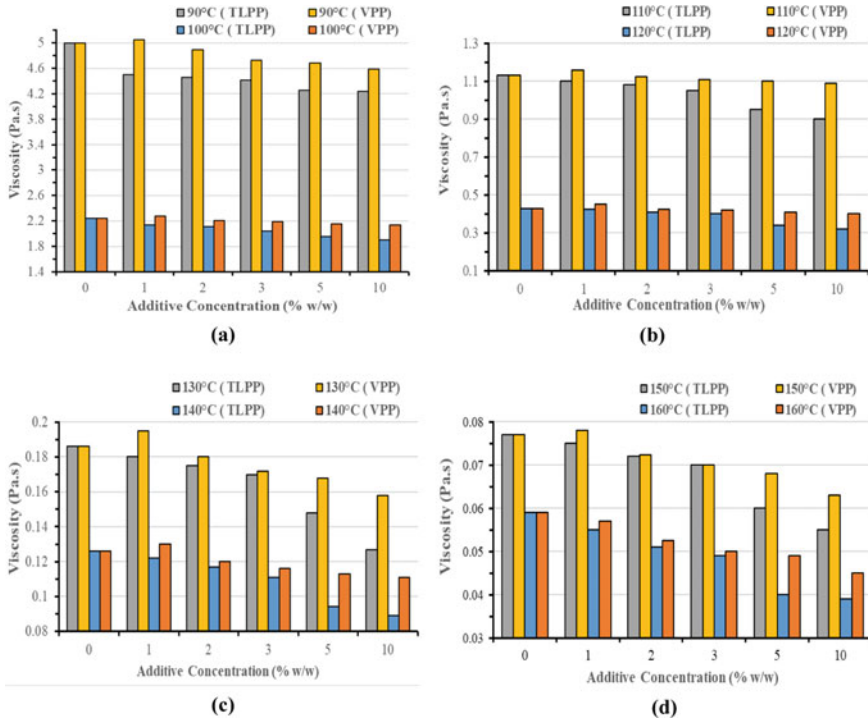 90°C ( TLPP) 90°C ( VPP)
100°C ( TLPP) 100°C ( VPP)
Viscosity (Pa.s)
5
4.6
4.2
3.8
3.4
3
2.6
2.2
1.8
1.4
0 1 2 3 5 10
Additive Concentration (% w/w)
(a)
110°C ( TLPP) 110°C ( VPP)
120°C ( TLPP) 120°C ( VPP)
Viscosity (Pa.s)
1.3
1.1
0.9
0.7
0.5
0.3
0.1
0 1 2 3 5 10
Additive Concentration (% w/w)
(b)
130°C ( TLPP) 130°C ( VPP)
140°C ( TLPP) 140°C ( VPP)
Viscosity (Pa.s)
0.2
0.18
0.16
0.14
0.12
0.1
0.08
0 1 2 3 5 10
Additive Concentration (% w/w)
(c)
150°C ( TLPP) 150°C ( VPP)
160°C ( TLPP) 160°C ( VPP)
Viscosity (Pa.s)
0.08
0.07
0.06
0.05
0.04
0.03
0 1 2 3 5 10
Additive Concentration (% w/w)
(d)